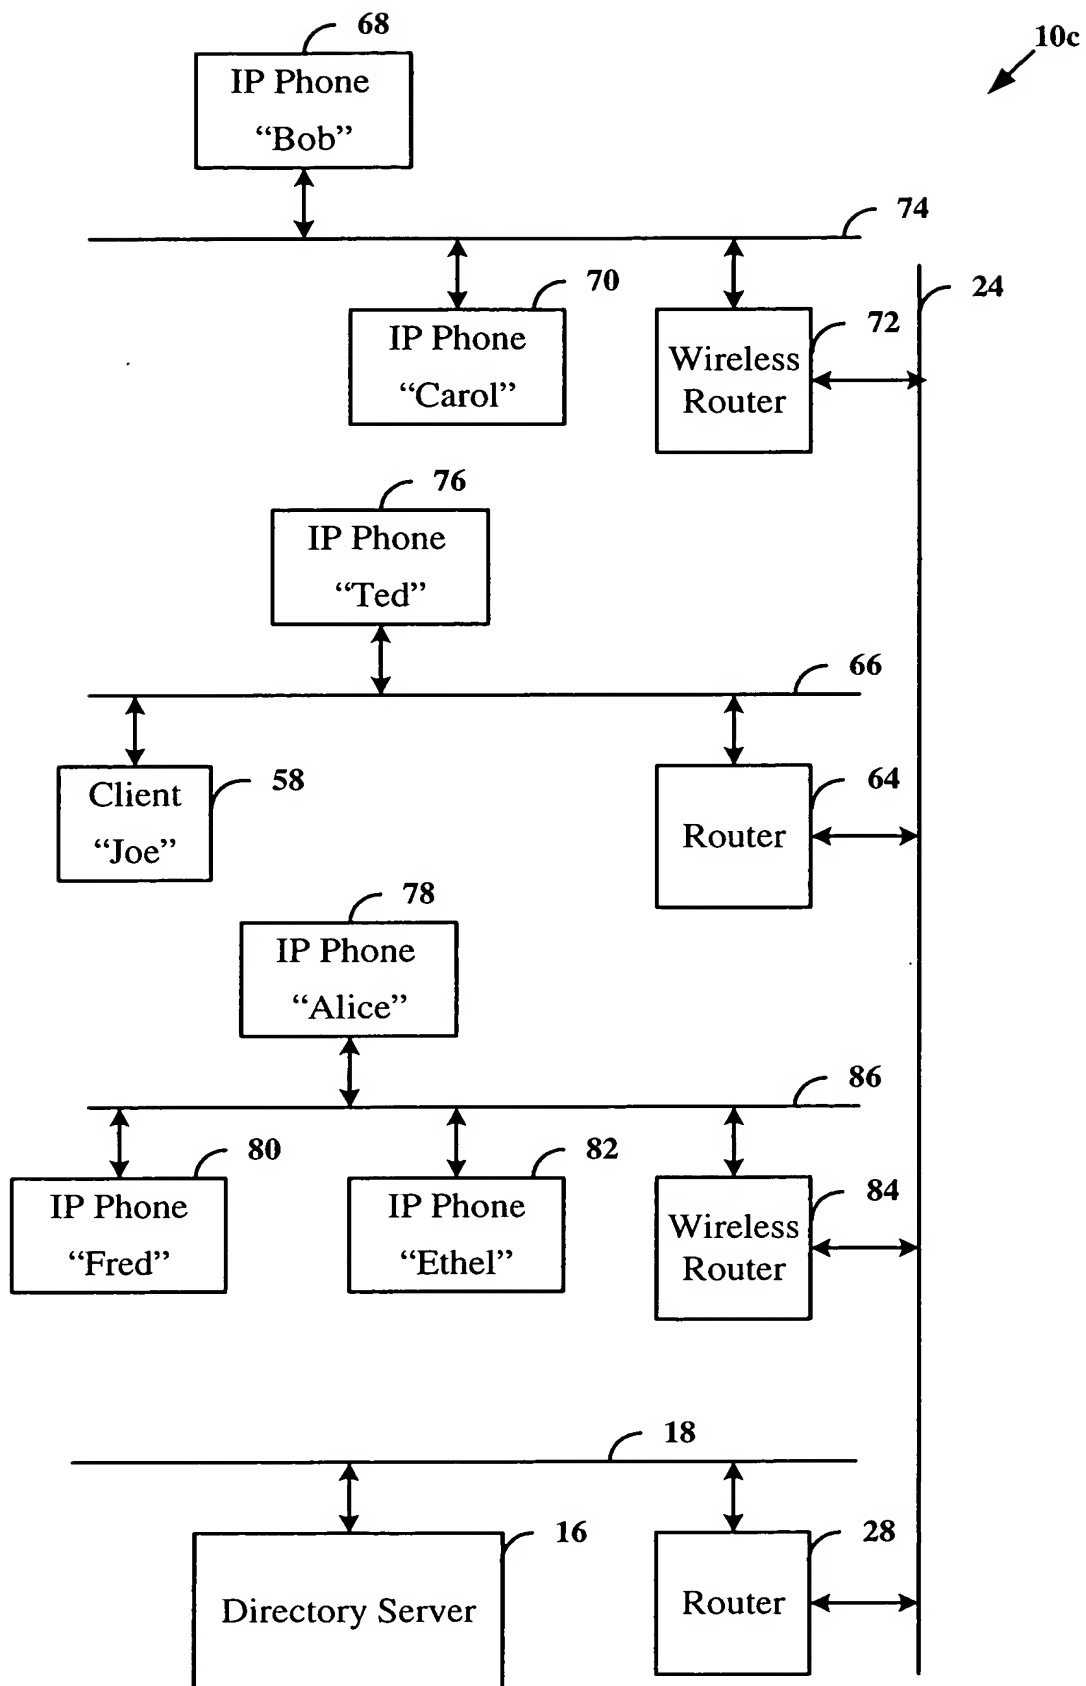 68
10c
IP Phone
“Bob”
74
70
24
72
IP Phone
“Carol”
Wireless
Router
76
IP Phone
“Ted”
66
58
64
Client
“Joe”
Router
78
IP Phone
“Alice”
86
80
82
84
IP Phone
“Fred”
IP Phone
“Ethel”
Wireless
Router
18
16
28
Directory Server
Router